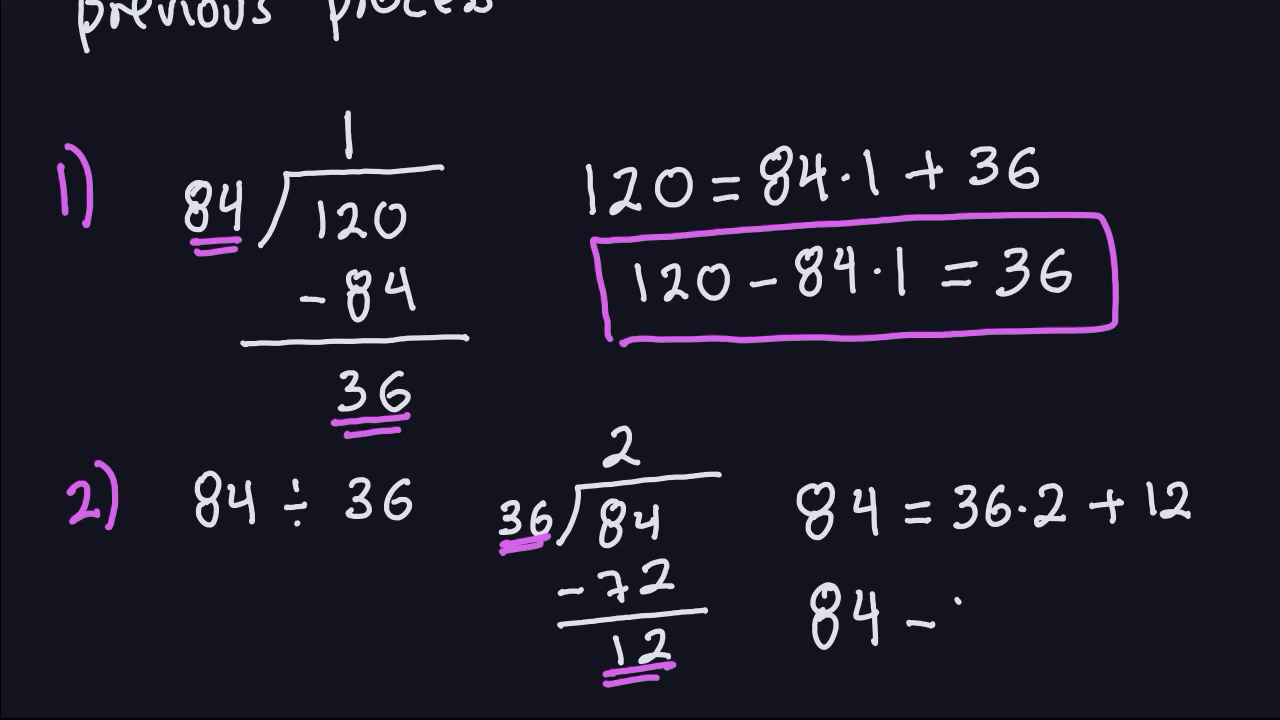 previous process
1)
1
84 ) 120
- 84
36
120 = 84 · 1 + 36
120 - 84 · 1 = 36
2) 84 ÷ 36
2
36 ) 84
- 72
12
84 = 36 · 2 + 12
84 -